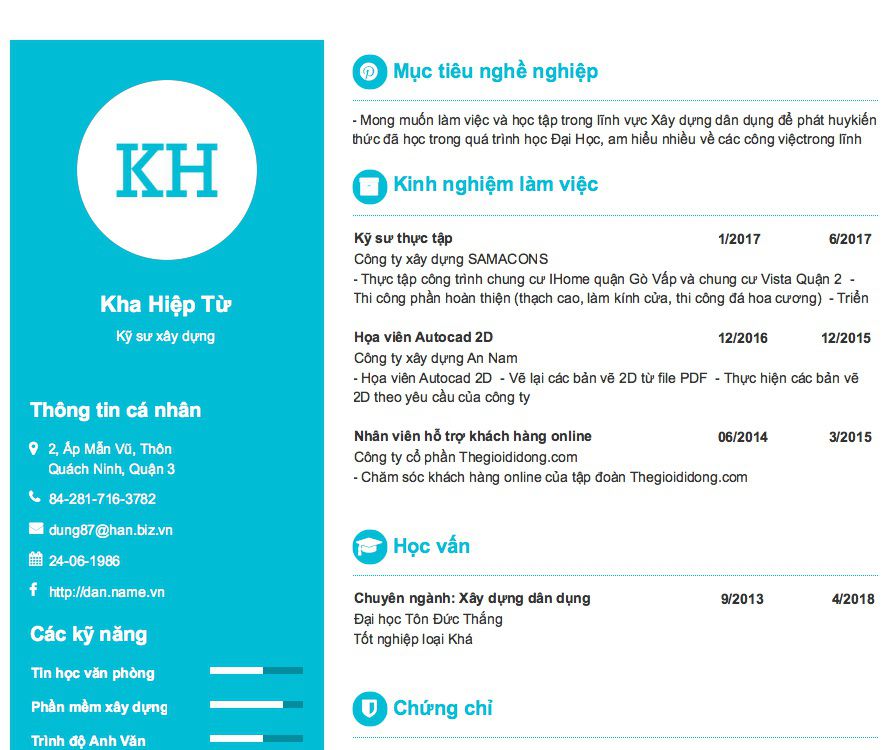 KH
Kha Hiệp Từ
Kỹ sư xây dựng
Thông tin cá nhân
2, Ấp Mẫn Vũ, Thôn
Quách Ninh, Quận 3
84-281-716-3782
dung87@han.biz.vn
24-06-1986
http://dan.name.vn
Các kỹ năng
Tin học văn phòng
Phần mềm xây dựng
Trình độ Anh Văn
Mục tiêu nghề nghiệp
- Mong muốn làm việc và học tập trong lĩnh vực Xây dựng dân dụng để phát huykiến
thức đã học trong quá trình học Đại Học, am hiểu nhiều về các công việctrong lĩnh
Kinh nghiệm làm việc
Kỹ sư thực tập 1/2017 6/2017
Công ty xây dựng SAMACONS
- Thực tập công trình chung cư IHome quận Gò Vấp và chung cư Vista Quận 2 -
Thi công phần hoàn thiện (thạch cao, làm kính cửa, thi công đá hoa cương) - Triển
Họa viên Autocad 2D 12/2016 12/2015
Công ty xây dựng An Nam
- Họa viên Autocad 2D - Vẽ lại các bản vẽ 2D từ file PDF - Thực hiện các bản vẽ
2D theo yêu cầu của công ty
Nhân viên hỗ trợ khách hàng online 06/2014 3/2015
Công ty cổ phần Thegioididong.com
- Chăm sóc khách hàng online của tập đoàn Thegioididong.com
Học vấn
Chuyên ngành: Xây dựng dân dụng 9/2013 4/2018
Đại học Tôn Đức Thắng
Tốt nghiệp loại Khá
Chứng chỉ